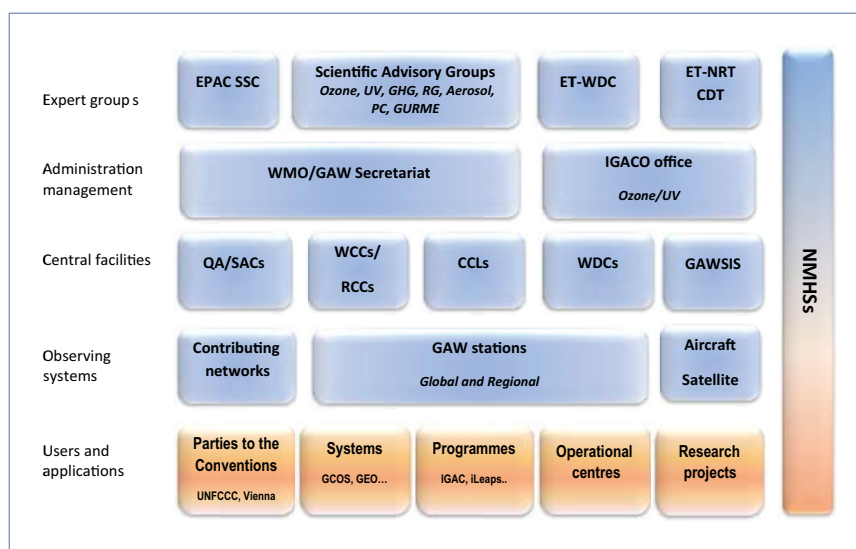 Expert groups
EPAC SSC
Scientific Advisory Groups
Ozone, UV, GHG, RG, Aerosol,
PC, GURME
ET-WDC
ET-NRT
CDT
Administration
management
WMO/GAW Secretariat
IGACO office
Ozone/UV
Central facilities
QA/SACs
WCCs/
RCCs
CCLs
WDCs
GAWSIS
Observing
systems
Contributing
networks
GAW stations
Global and Regional
Aircraft
Satellite
Users and
applications
Parties to the
Conventions
UNFCCC, Vienna
Systems
GCOS, GEO...
Programmes
IGAC, iLeaps..
Operational
centres
Research
projects
NMHSs